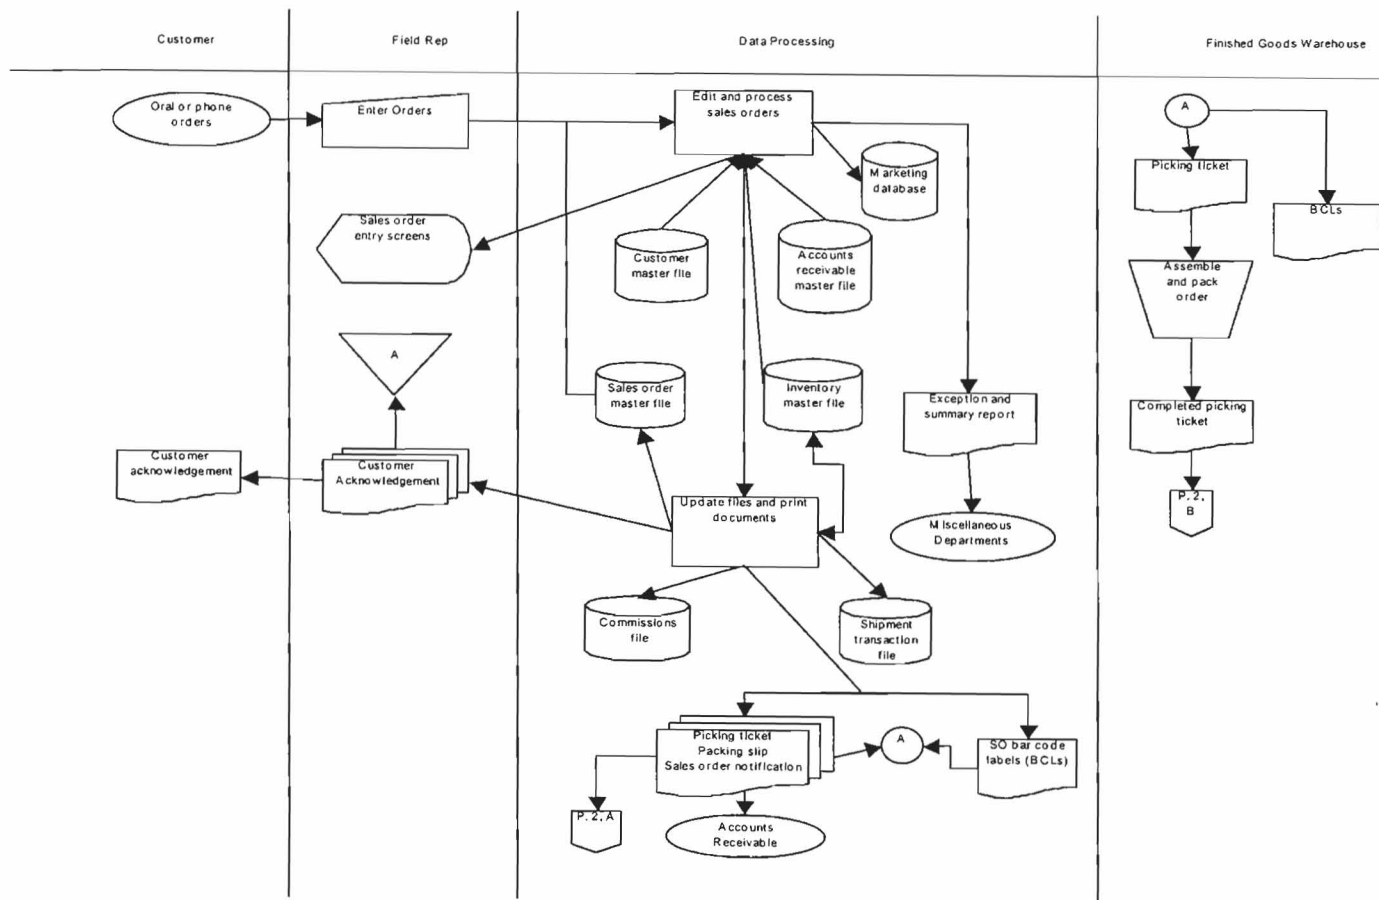 Customer
Field Rep
Data Processing
Finished Goods Warehouse
Oral or phone
orders
Enter Orders
Edit and process
sales orders
A
Marketing
database
Picking ticket
BCLs
Sales order
entry screens
Customer
master file
Accounts
receivable
master file
Assemble
and pack
order
A
Sales order
master file
Inventory
master file
Exception and
summary report
Completed picking
ticket
Customer
acknowledgement
Customer
Acknowledgement
Update files and print
documents
P. 2,
B
Miscellaneous
Departments
Commissions
file
Shipment
transaction
file
Picking ticket
Packing slip
Sales order notification
A
SO bar code
labels (BCLs)
P. 2, A
Accounts
Receivable